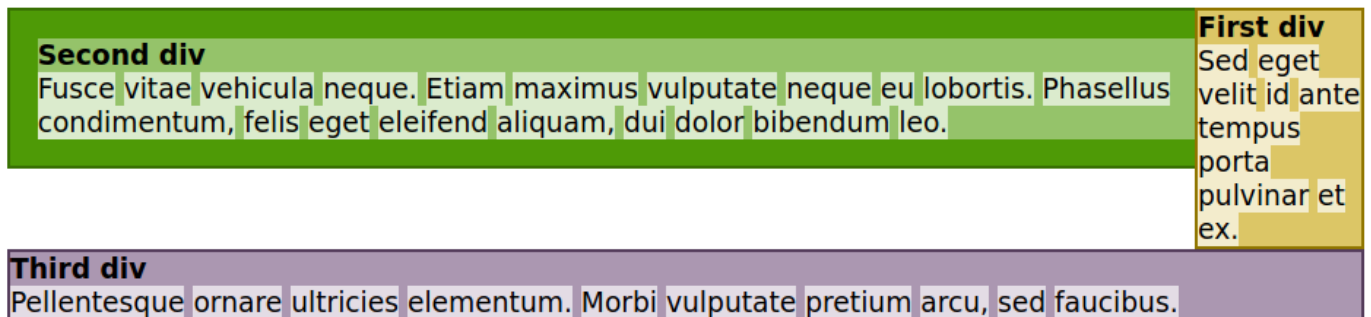 Second div
Fusce vitae vehicula neque. Etiam maximus vulputate neque eu lobortis. Phasellus
condimentum, felis eget eleifend aliquam, dui dolor bibendum leo.
First div
Sed eget
velit id ante
tempus
porta
pulvinar et
ex.
Third div
Pellentesque ornare ultricies elementum. Morbi vulputate pretium arcu, sed faucibus.